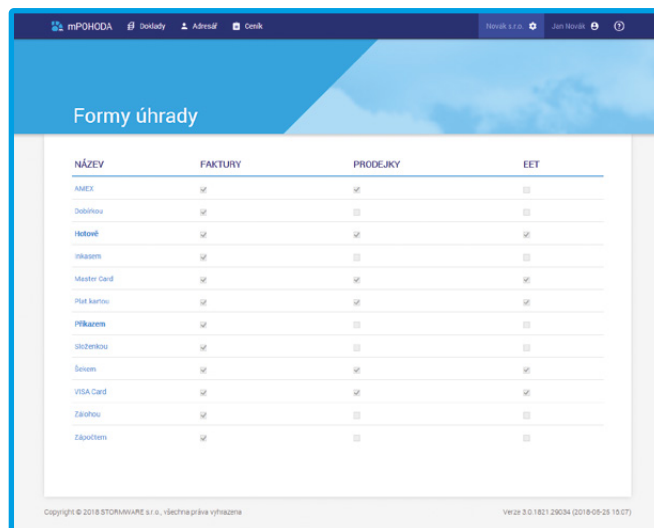 mPOHODA Doklady Adresář Ceník Novák s.r.o. Jan Novák
Formy úhrady
NÁZEV FAKTURY PRODEJKY EET
AMEX
Dobírkou
Hotově
Inkasem
Master Card
Plat.kartou
Příkazem
Složenkou
Šekem
VISA Card
Zálohou
Zápočtem
Copyright © 2018 STORMWARE s.r.o., všechna práva vyhrazena Verze 3.0.1821.29034 (2018-06-25 16:07)